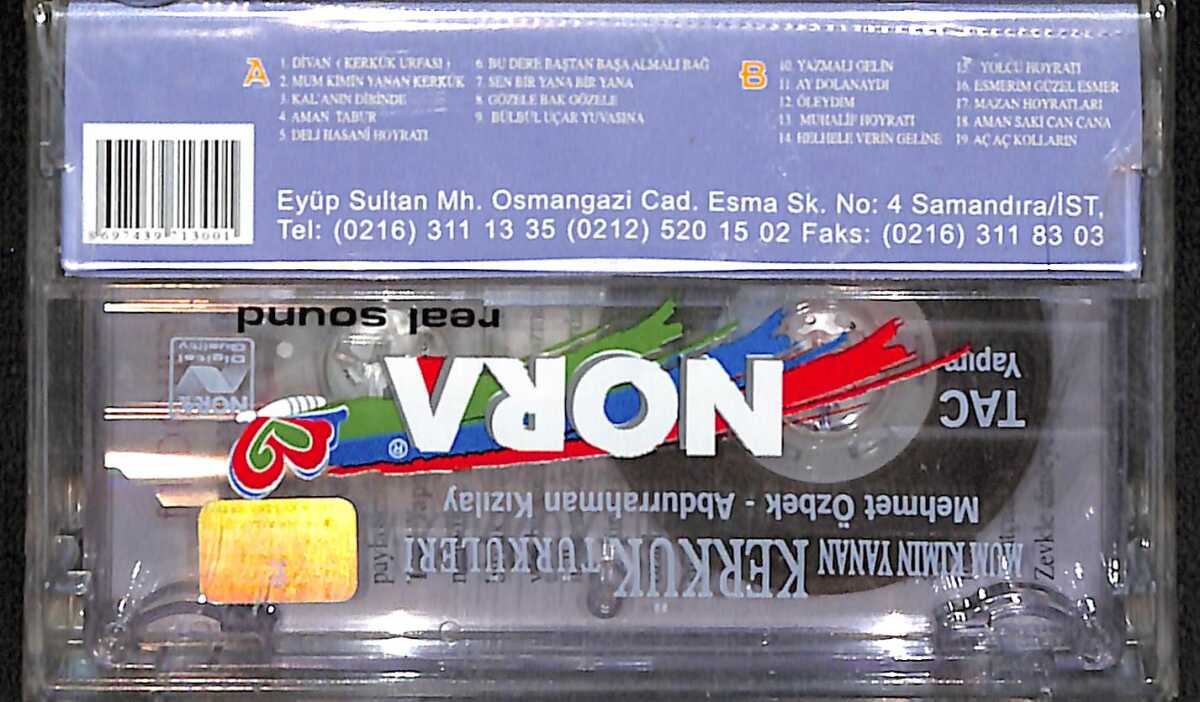 A
1. DİVAN ( KERKÜK URFASI )
2. MUM KİMİN YANAN KERKÜK
3. KAL'ANIN DİBİNDE
4. AMAN TABUR
5. DELİ HASANİ HOYRATI
6. BU DERE BAŞTAN BAŞA ALMALI BAĞ
7. SEN BİR YANA BİR YANA
8. GÖZELE BAK GÖZELE
9. BÜLBÜL UÇAR YUVASINA
B
10. YAZMALI GELİN
11. AY DOLANAYDI
12. ÖLEYDİM
13. MUHALİF HOYRATI
14. HELHELE VERİN GELİNE
15. YOLCU HOYRATI
16. ESMERİM GÜZEL ESMER
17. MAZAN HOYRATLARI
18. AMAN SAKİ CAN CANA
19. AÇ AÇ KOLLARIN
9697439713001
Eyüp Sultan Mh. Osmangazi Cad. Esma Sk. No: 4 Samandıra/İST,
Tel: (0216) 311 13 35 (0212) 520 15 02 Faks: (0216) 311 83 03
MUM KİMİN YANAN KERKÜK TÜRKÜLERİ
Mehmet Özbek - Abdurrahman Kızılay
TAC
Yapım
NORA®
real sound
NORA
Digital
Quality
Zevkle